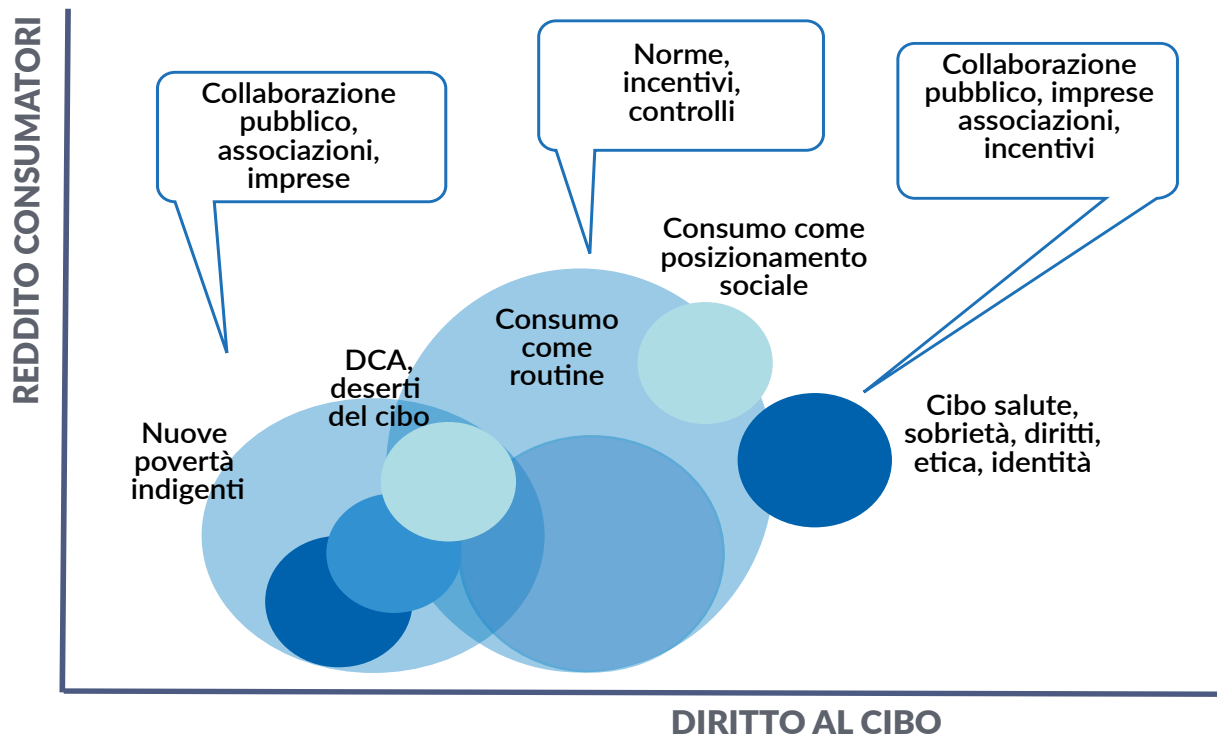 REDDITO CONSUMATORI
Collaborazione
pubblico,
associazioni,
imprese
Norme,
incentivi,
controlli
Collaborazione
pubblico, imprese
associazioni,
incentivi
Consumo come
posizionamento
sociale
Consumo
come
routine
DCA,
deserti
del cibo
Nuove
povertà
indigenti
Cibo salute,
sobrietà, diritti,
etica, identità
DIRITTO AL CIBO